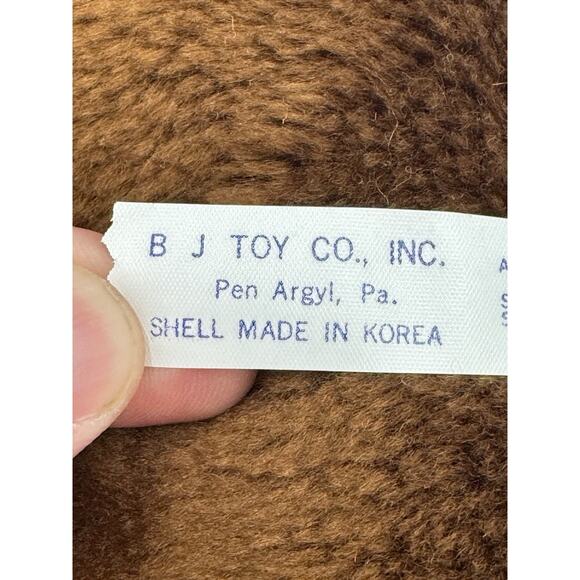 B J TOY CO., INC.
Pen Argyl, Pa.
SHELL MADE IN KOREA